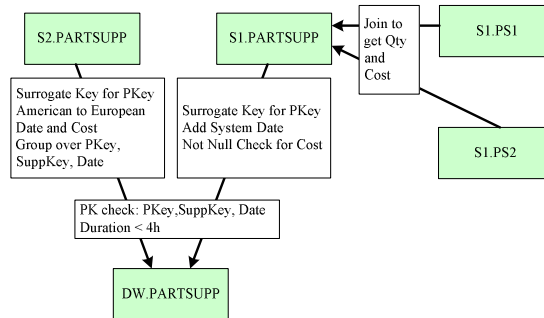 S2.PARTSUPP
S1.PARTSUPP
Join to
get Qty
and
Cost
S1.PS1
Surrogate Key for PKey
American to European
Date and Cost
Group over PKey,
SuppKey, Date
Surrogate Key for PKey
Add System Date
Not Null Check for Cost
S1.PS2
PK check: PKey,SuppKey, Date
Duration < 4h
DW.PARTSUPP